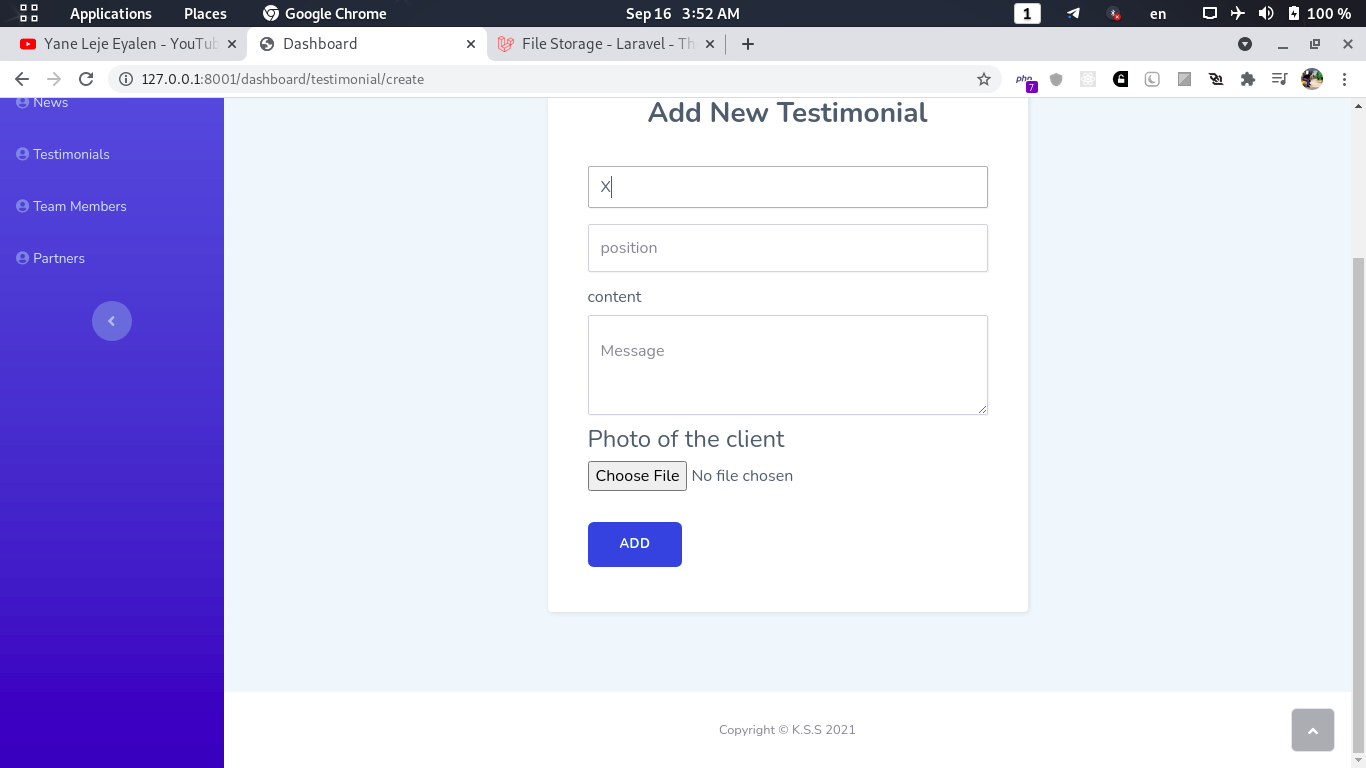 Applications Places Google Chrome Sep 16 3:52 AM 1 en 100 %
Yane Leje Eyalen - YouTub Dashboard File Storage - Laravel - Th
127.0.0.1:8001/dashboard/testimonial/create php 7
News
Testimonials
Team Members
Partners
Add New Testimonial
X
position
content
Message
Photo of the client
Choose File No file chosen
ADD
Copyright © K.S.S 2021